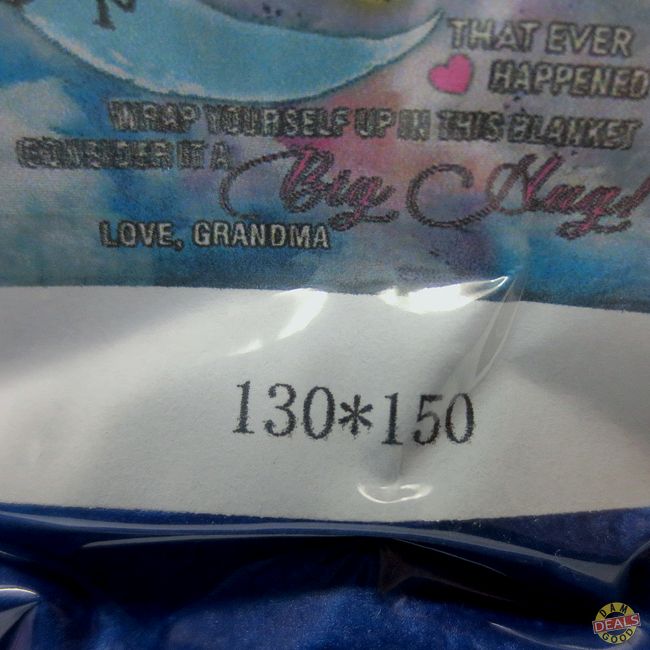 THAT EVER
HAPPENED
WRAP YOURSELF UP IN THIS BLANKET
CONSIDER IT A Big Hug!
LOVE, GRANDMA
130*150
DAM
DEALS
GOOD